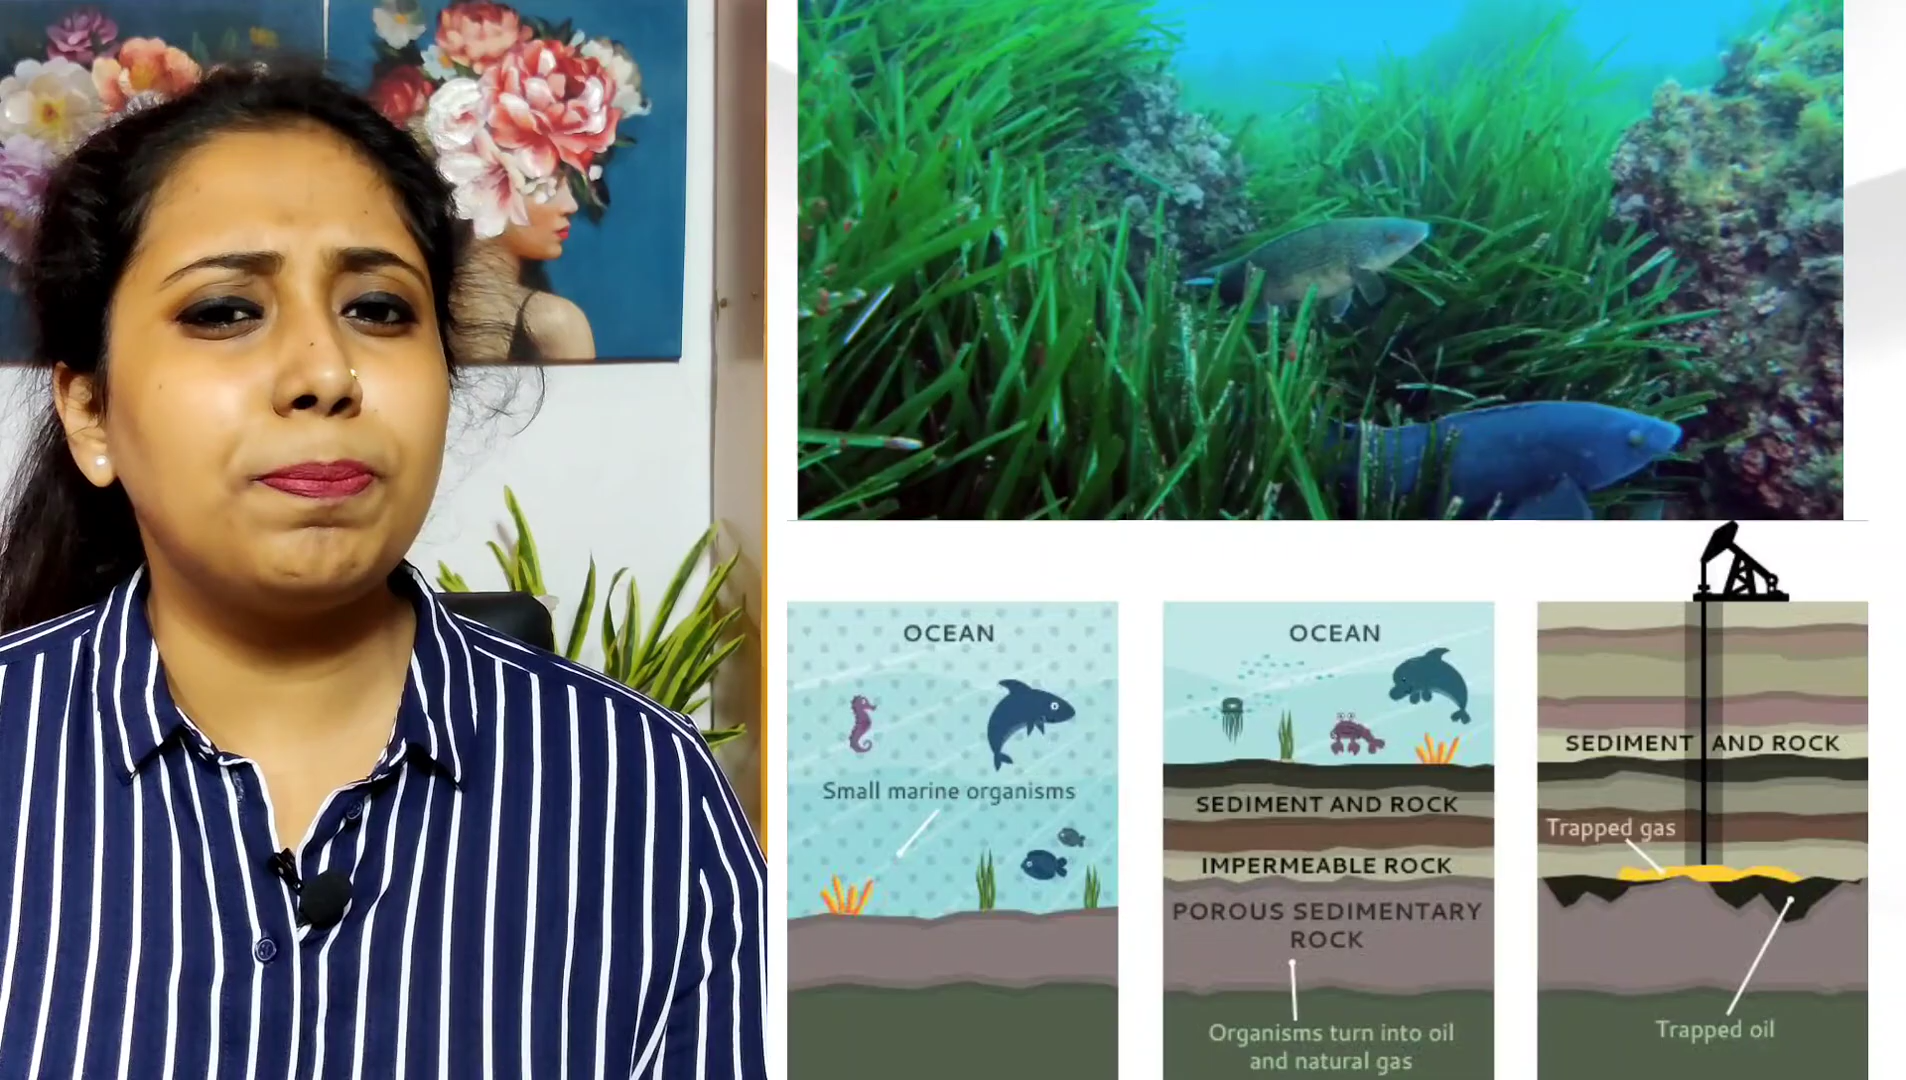 OCEAN
Small marine organisms
OCEAN
SEDIMENT AND ROCK
IMPERMEABLE ROCK
POROUS SEDIMENTARY
ROCK
Organisms turn into oil
and natural gas
SEDIMENT AND ROCK
Trapped gas
Trapped oil